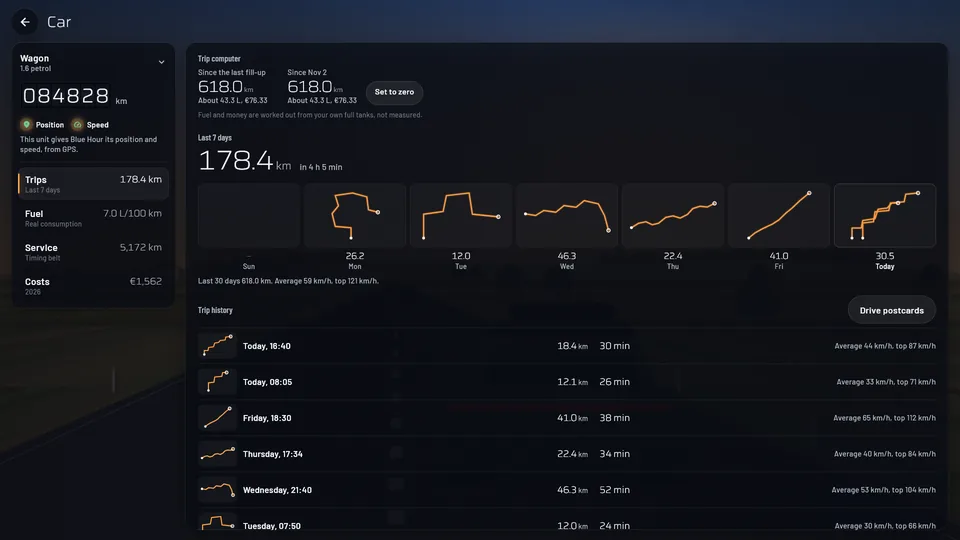 Car
Wagon
1.6 petrol
084828 km
Position
Speed
This unit gives Blue Hour its position and
speed, from GPS.
Trips
178.4 km
Last 7 days
Fuel
7.0 L/100 km
Real consumption
Service
5,172 km
Timing belt
Costs
€1,562
2026
Trip computer
Since the last fill-up
618.0 km
About 43.3 L, €76.33
Since Nov 2
618.0 km
About 43.3 L, €76.33
Set to zero
Fuel and money are worked out from your own full tanks, not measured.
Last 7 days
178.4 km in 4 h 5 min
– 26.2 12.0 46.3 22.4 41.0 30.5
Sun Mon Tue Wed Thu Fri Today
Last 30 days 618.0 km. Average 59 km/h, top 121 km/h.
Trip history
Drive postcards
Today, 16:40 18.4 km 30 min Average 44 km/h, top 87 km/h
Today, 08:05 12.1 km 26 min Average 33 km/h, top 71 km/h
Friday, 18:30 41.0 km 38 min Average 65 km/h, top 112 km/h
Thursday, 17:34 22.4 km 34 min Average 40 km/h, top 84 km/h
Wednesday, 21:40 46.3 km 52 min Average 53 km/h, top 104 km/h
Tuesday, 07:50 12.0 km 24 min Average 30 km/h, top 66 km/h